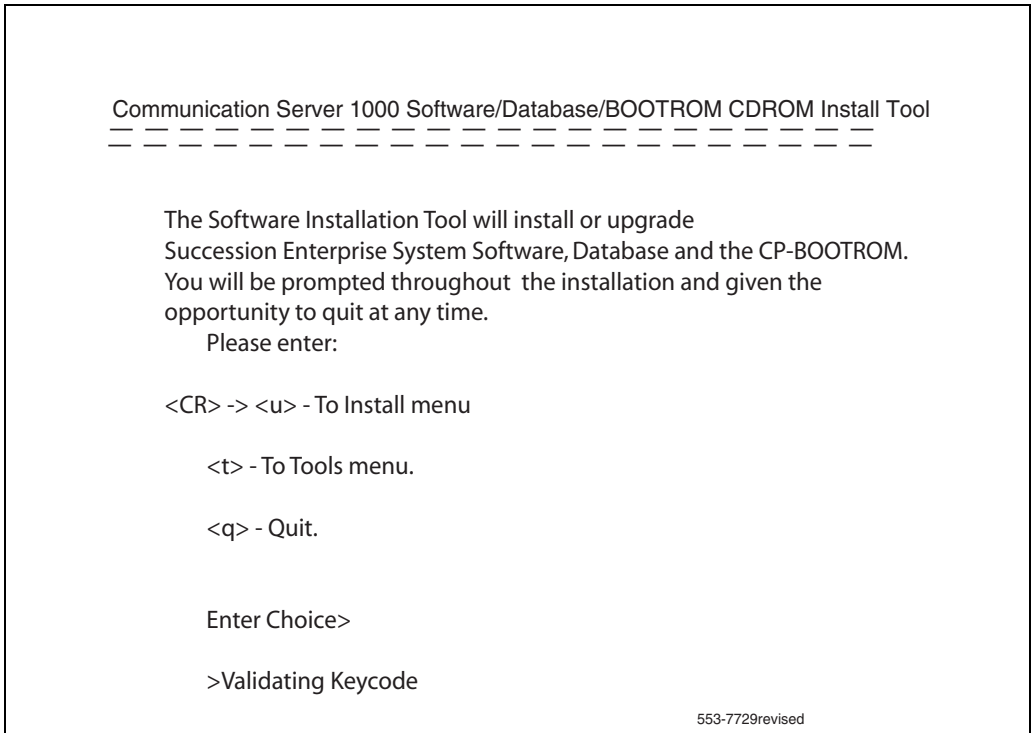 Communication Server 1000 Software/Database/BOOTROM CDROM Install Tool
The Software Installation Tool will install or upgrade
Succession Enterprise System Software, Database and the CP-BOOTROM.
You will be prompted throughout  the installation and given the
opportunity to quit at any time.
Please enter:
<CR> -> <u> - To Install menu
<t> - To Tools menu.
<q> - Quit.
Enter Choice>
>Validating Keycode
553-7729revised